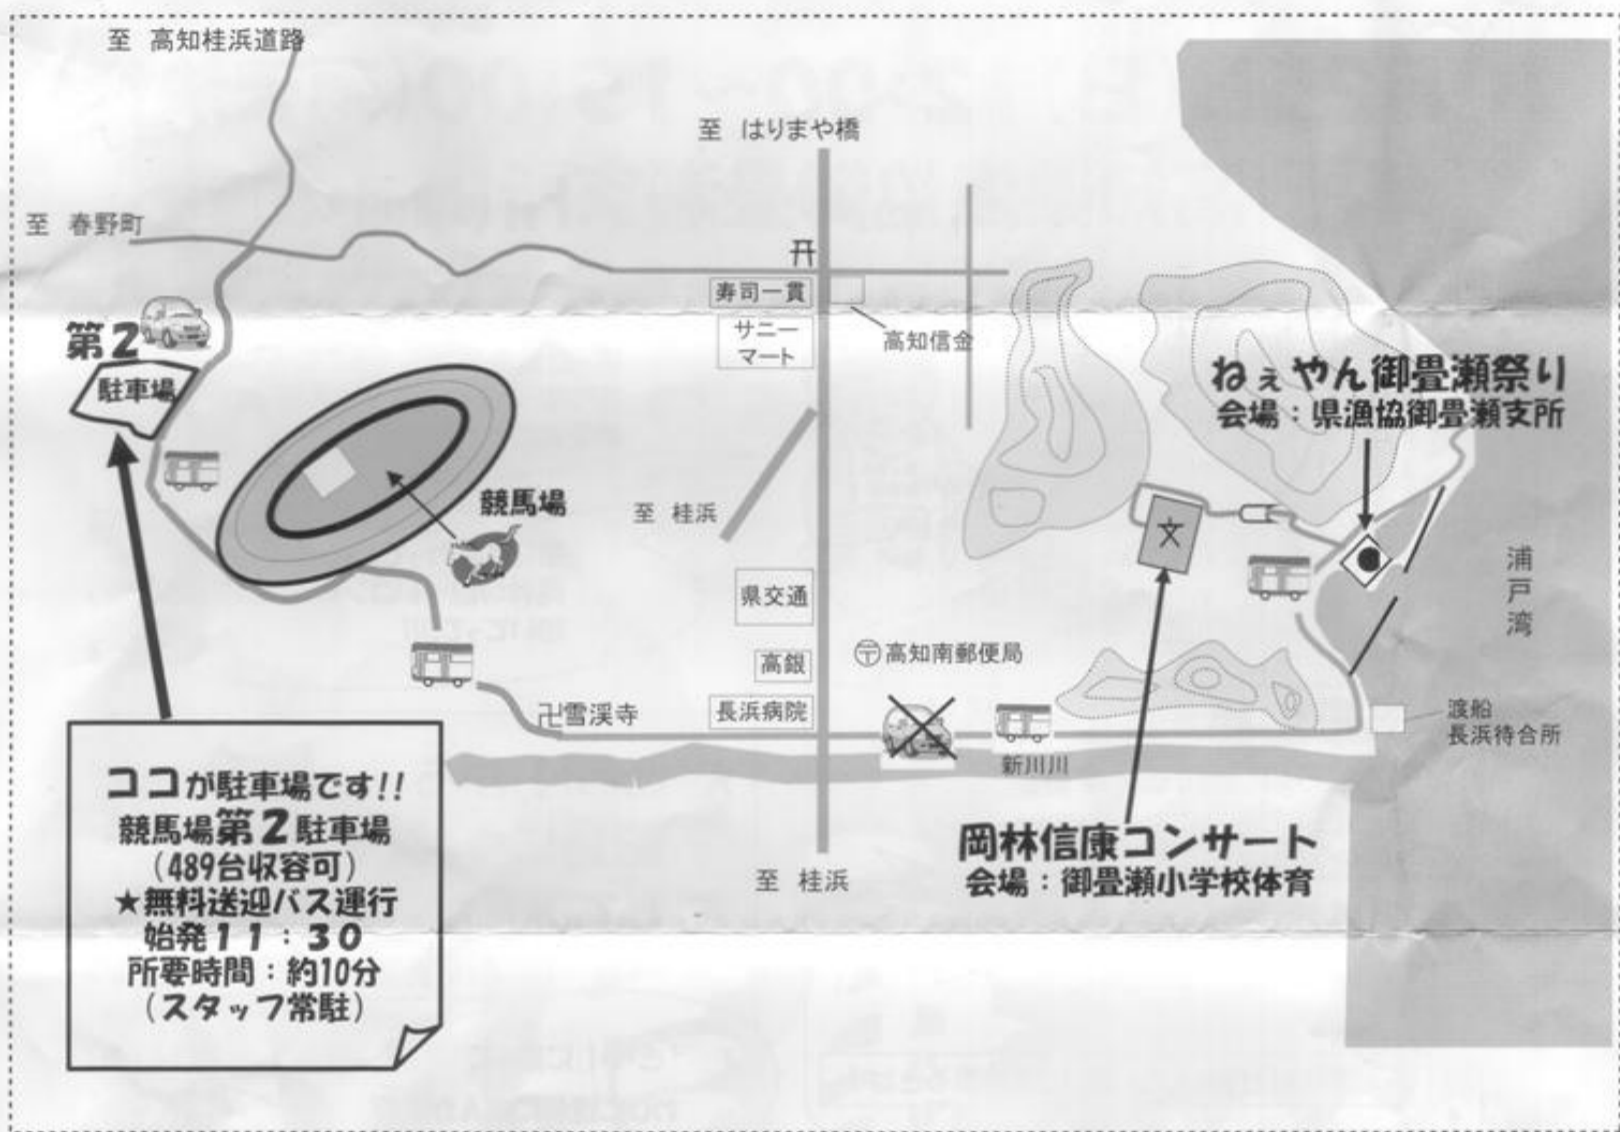 至 高知桂浜道路
至 はりまや橋
至 春野町
寿司一貫
サニー
マート
高知信金
第2
駐車場
ねぇやん御畳瀬祭り
会場：県漁協御畳瀬支所
競馬場
至 桂浜
文
浦戸湾
県交通
高銀
〒高知南郵便局
長浜病院
卍雪渓寺
新川川
渡船
長浜待合所
ココが駐車場です!!
競馬場第2駐車場
（489台収容可）
★無料送迎バス運行
始発11：30
所要時間：約10分
（スタッフ常駐）
岡林信康コンサート
会場：御畳瀬小学校体育
至 桂浜